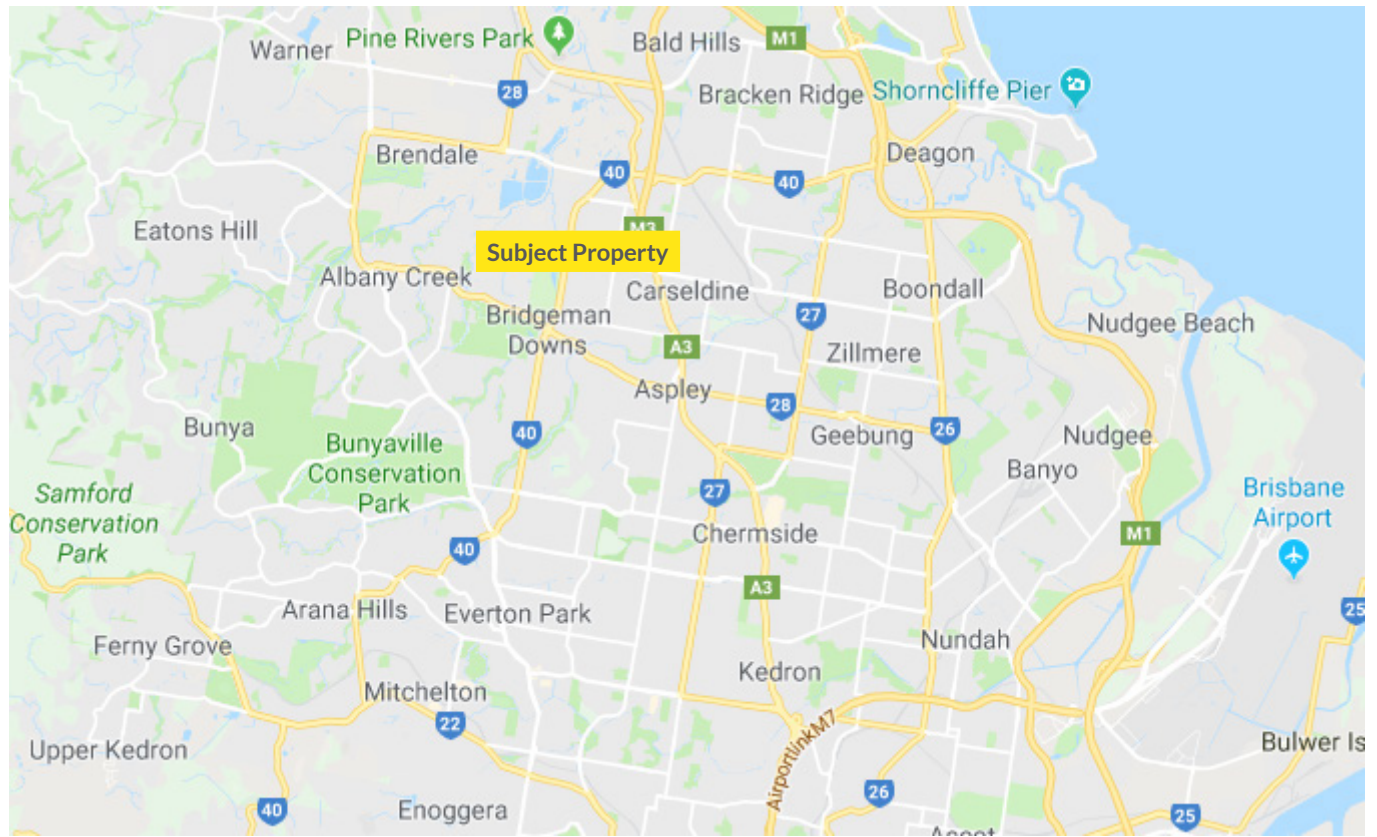 Warner
Pine Rivers Park
Bald Hills
M1
28
Bracken Ridge
Shorncliffe Pier
Brendale
Deagon
40
40
Eatons Hill
M3
Subject Property
Albany Creek
Carseldine
Boondall
Bridgeman
Downs
27
Nudgee Beach
A3
Zillmere
Aspley
28
Bunya
40
Geebung
26
Nudgee
Bunyaville
Conservation
Park
Banyo
Samford
Conservation
Park
27
Brisbane
Airport
Chermside
M1
40
A3
Arana Hills
Everton Park
25
Ferny Grove
Nundah
Kedron
Mitchelton
22
Upper Kedron
AirportlinkM7
Bulwer Is
26
40
Enoggera
25